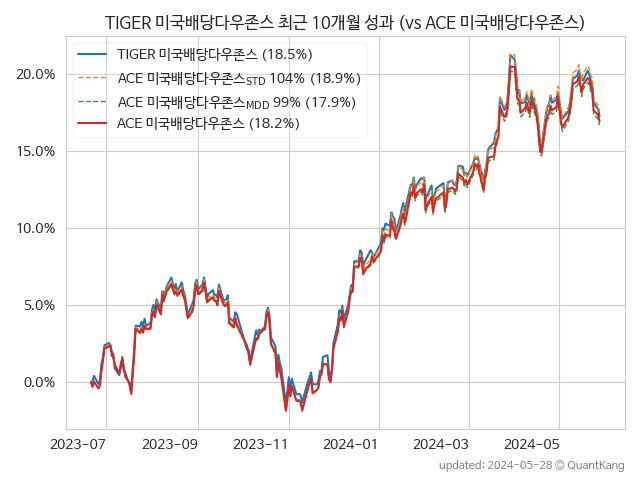 TIGER 미국배당다우존스 최근 10개월 성과 (vs ACE 미국배당다우존스)
TIGER 미국배당다우존스 (18.5%)
ACE 미국배당다우존스STD 104% (18.9%)
ACE 미국배당다우존스MDD 99% (17.9%)
ACE 미국배당다우존스 (18.2%)
20.0%
15.0%
10.0%
5.0%
0.0%
2023-07 2023-09 2023-11 2024-01 2024-03 2024-05
updated: 2024-05-28 © QuantKang